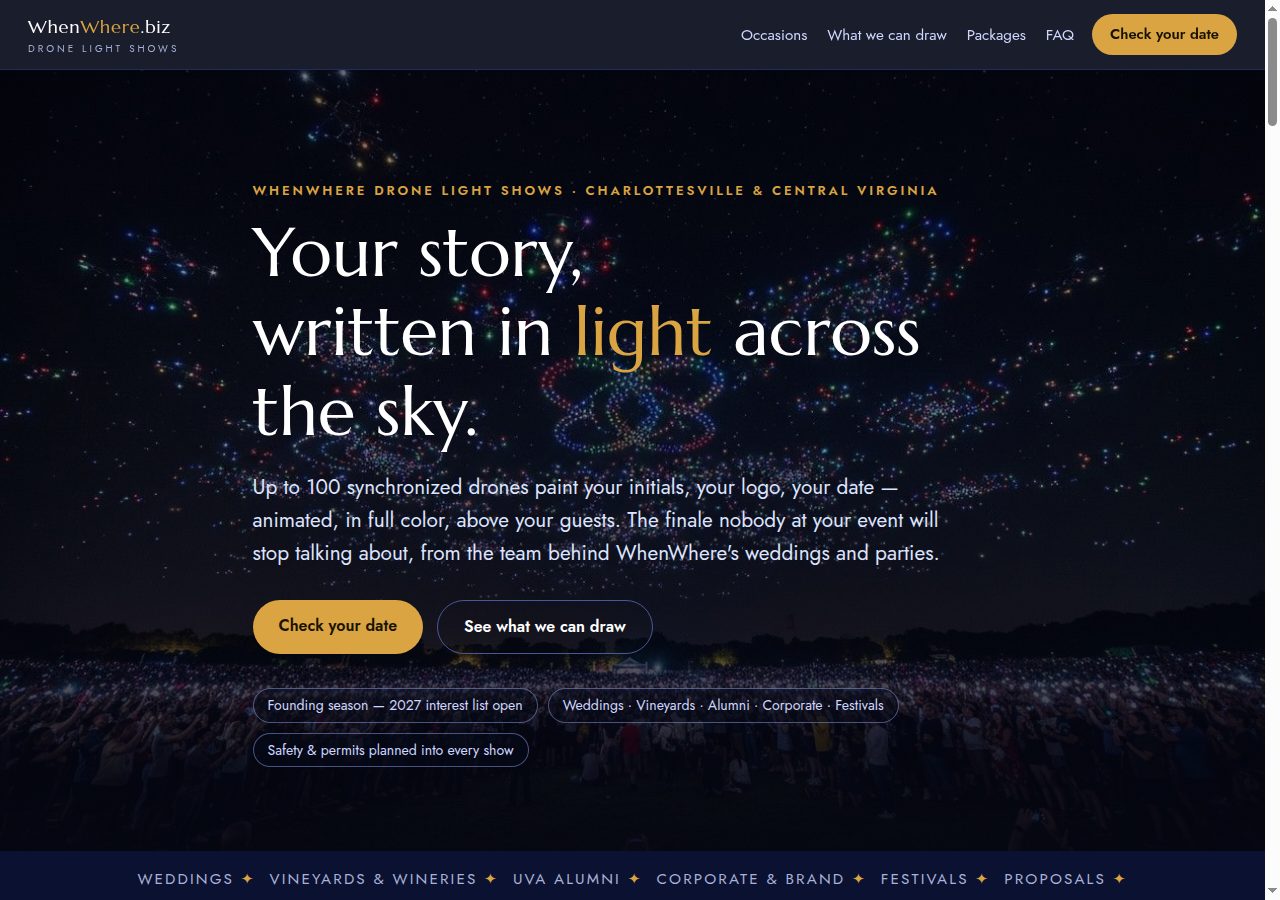 WhenWhere.biz
DRONE LIGHT SHOWS
Occasions What we can draw Packages FAQ Check your date
WHENWHERE DRONE LIGHT SHOWS · CHARLOTTESVILLE & CENTRAL VIRGINIA
Your story,
written in light across
the sky.
Up to 100 synchronized drones paint your initials, your logo, your date —
animated, in full color, above your guests. The finale nobody at your event will
stop talking about, from the team behind WhenWhere's weddings and parties.
Check your date See what we can draw
Founding season — 2027 interest list open Weddings · Vineyards · Alumni · Corporate · Festivals
Safety & permits planned into every show
WEDDINGS ✦ VINEYARDS & WINERIES ✦ UVA ALUMNI ✦ CORPORATE & BRAND ✦ FESTIVALS ✦ PROPOSALS ✦